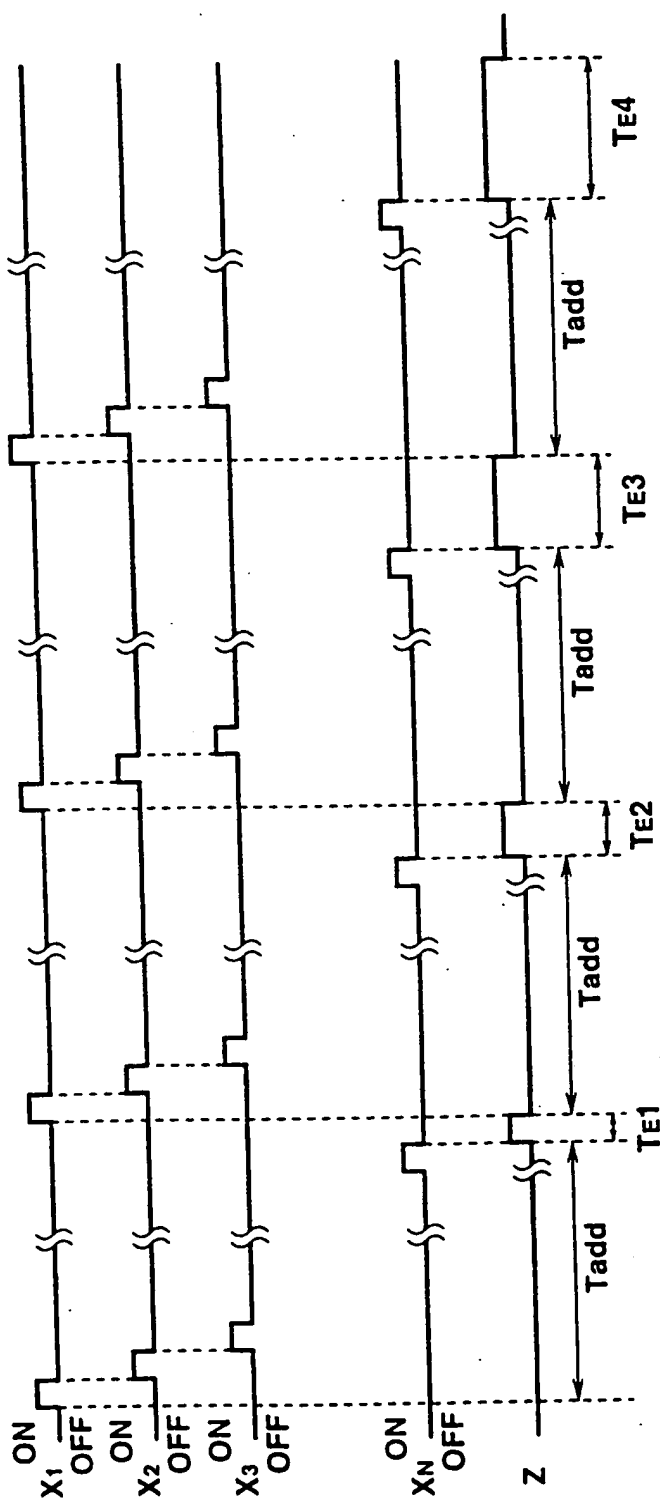 ON
X1
OFF
ON
X2
OFF
ON
X3
OFF
ON
XN
OFF
Z
Tadd
TE1
Tadd
TE2
Tadd
TE3
Tadd
TE4